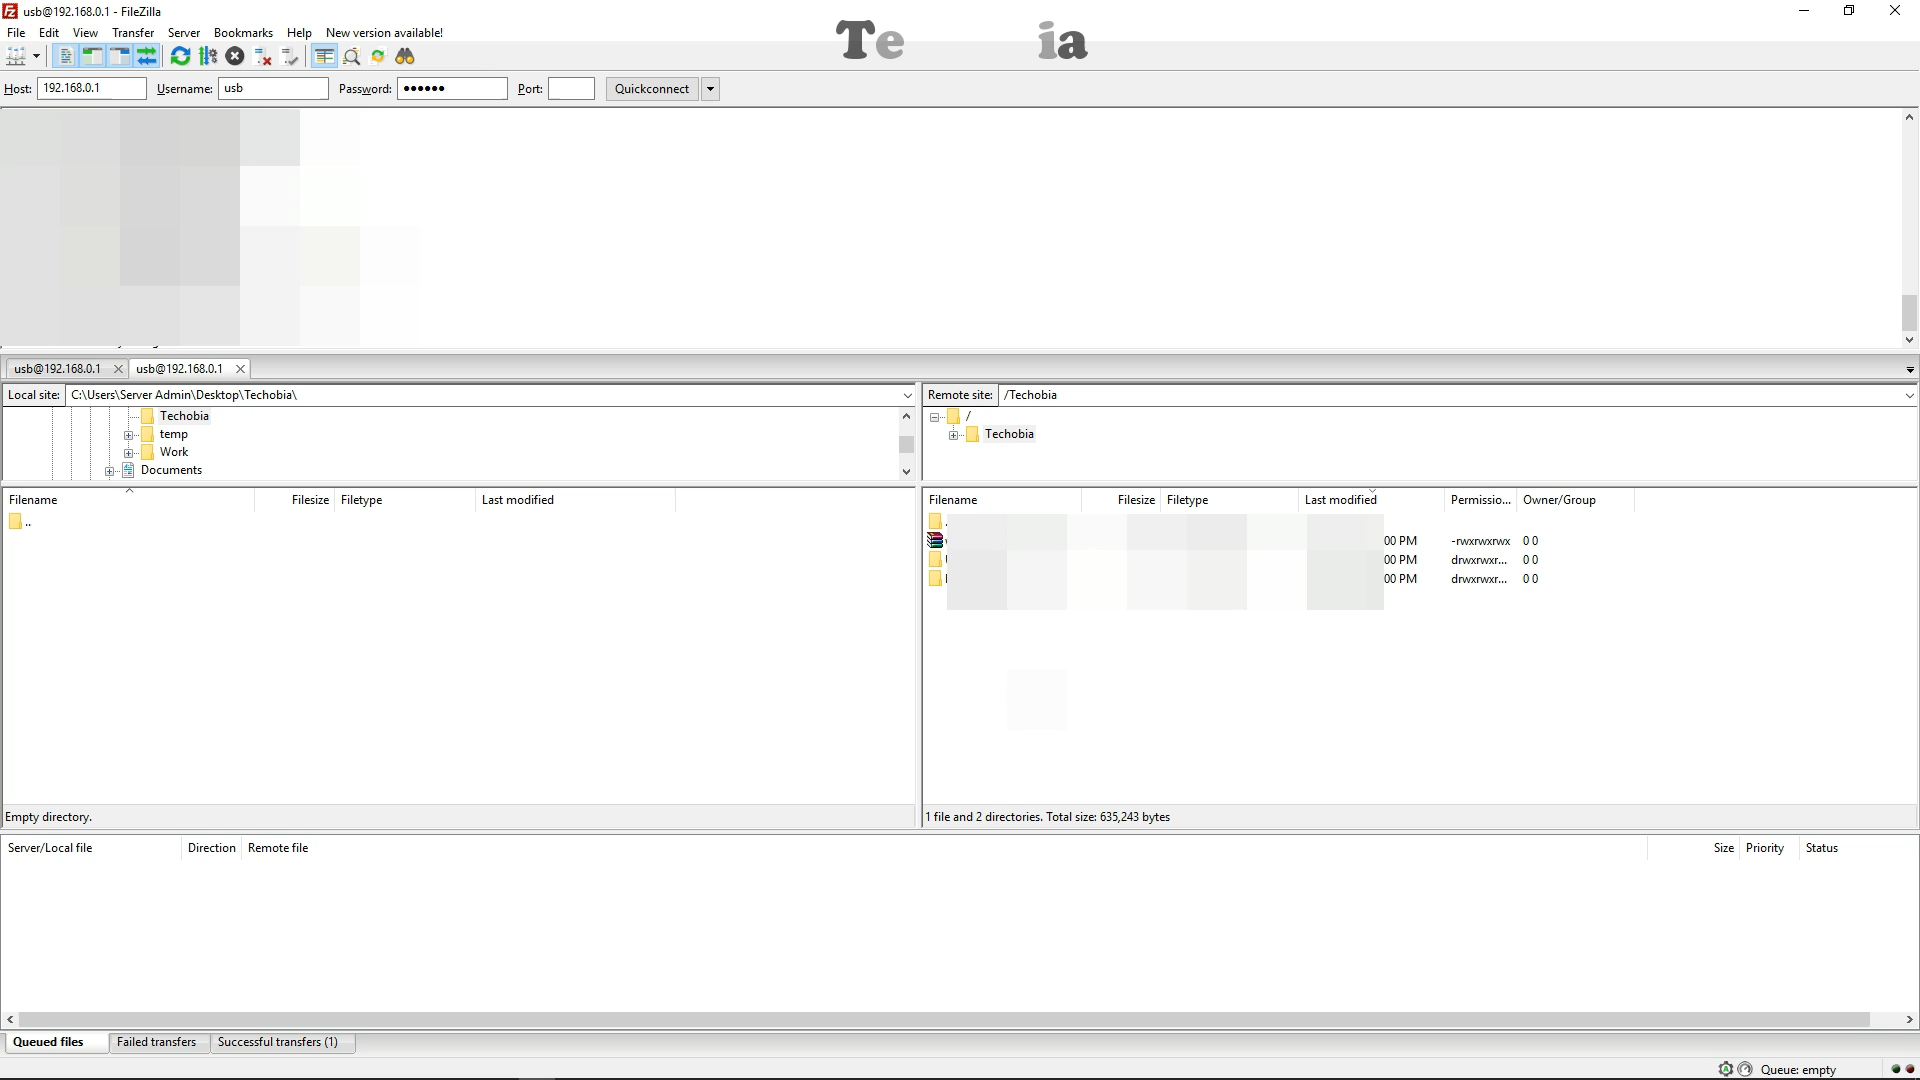 usb@192.168.0.1 - FileZilla
Te ia
File Edit View Transfer Server Bookmarks Help New version available!
Host: 192.168.0.1 Username: usb Password: ●●●●●● Port: Quickconnect
usb@192.168.0.1 usb@192.168.0.1
Local site: C:\Users\Server Admin\Desktop\Techobia\
Techobia
temp
Work
Documents
Filename Filesize Filetype Last modified
..
Empty directory.
Remote site: /Techobia
/
Techobia
Filename Filesize Filetype Last modified Permissio... Owner/Group
00 PM -rwxrwxrwx 0 0
00 PM drwxrwxr... 0 0
00 PM drwxrwxr... 0 0
1 file and 2 directories. Total size: 635,243 bytes
Server/Local file Direction Remote file Size Priority Status
Queued files Failed transfers Successful transfers (1)
Queue: empty